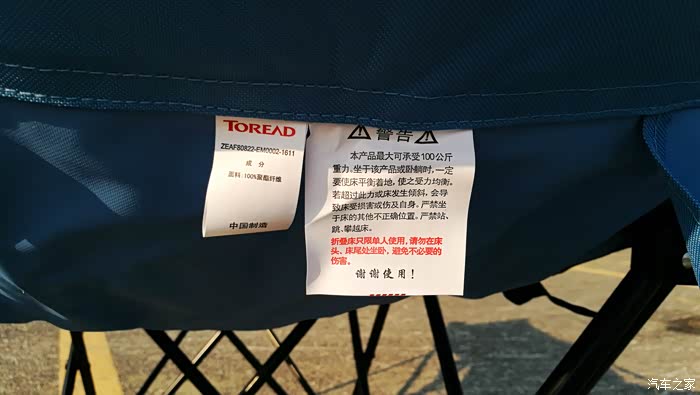 TOREAD
ZEAF80822-EM0002-1611
成 分
面料:100%聚酯纤维
中国制造
⚠警告⚠
本产品最大可承受100公斤
重力。坐于该产品或卧躺时,一定
要使床平衡着地,使之受力均衡。
若超过此力或床发生倾斜,会导
致床受损害或伤及自身。严禁坐
于床的其他不正确位置。严禁站、
跳、攀越床。
折叠床只限单人使用,请勿在床
头、床尾处坐卧,避免不必要的
伤害。
谢谢使用!
汽车之家